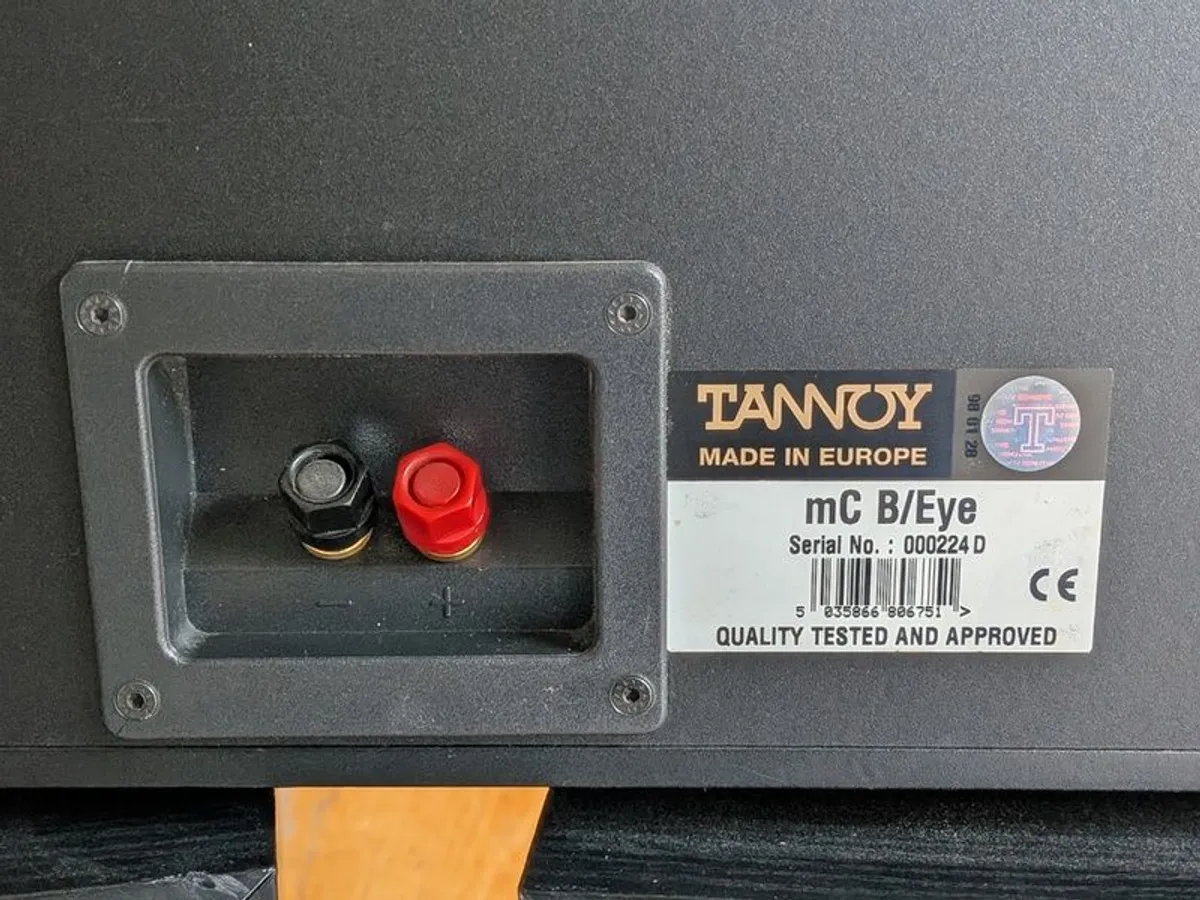 TANNOY
MADE IN EUROPE
98 01 28
T
mC B/Eye
Serial No. : 000224 D
5 035866 806751 >
CE
QUALITY TESTED AND APPROVED
− +